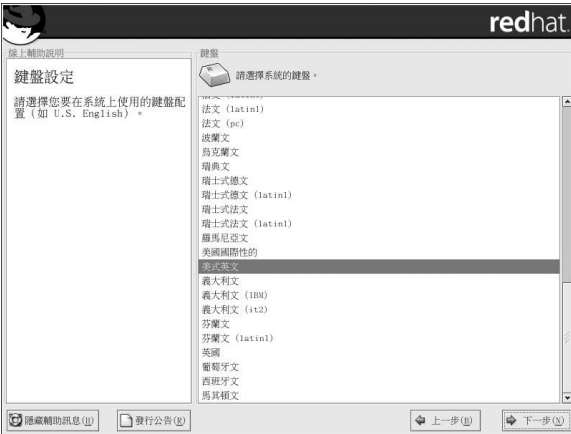 redhat.
線上輔助說明
鍵盤設定
請選擇您要在系統上使用的鍵盤配
置（如 U.S. English）。
鍵盤
請選擇系統的鍵盤。
法文 (latin1)
法文 (pc)
波蘭文
烏克蘭文
瑞典文
瑞士式德文
瑞士式德文 (latin1)
瑞士式法文
瑞士式法文 (latin1)
羅馬尼亞文
美國國際性的
美式英文
義大利文
義大利文 (IBM)
義大利文 (it2)
芬蘭文
芬蘭文 (latin1)
英國
葡萄牙文
西班牙文
馬其頓文
隱藏輔助訊息(H)
發行公告(R)
上一步(B)
下一步(N)